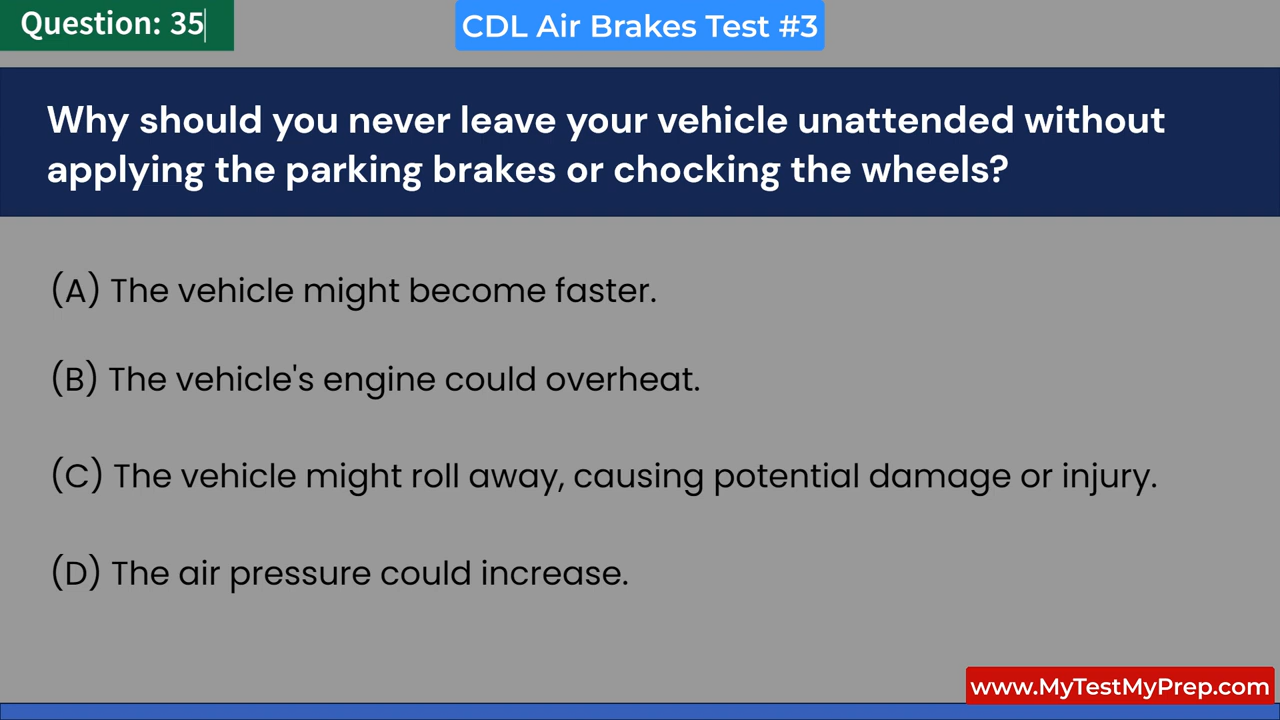 Question: 35
CDL Air Brakes Test #3
Why should you never leave your vehicle unattended without
applying the parking brakes or chocking the wheels?
(A) The vehicle might become faster.
(B) The vehicle's engine could overheat.
(C) The vehicle might roll away, causing potential damage or injury.
(D) The air pressure could increase.
www.MyTestMyPrep.com